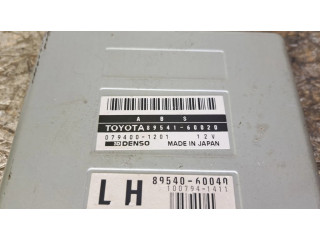 ABS
TOYOTA 89541-60020
079400-1201 12V
DENSO MADE IN JAPAN
LH 89540-60040
100794-1411